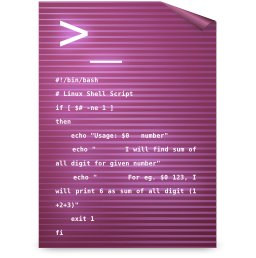 >_
#!/bin/bash
# Linux Shell Script
if [ $# -ne 1 ]
then
echo "Usage: $0 number"
echo " I will find sum of
all digit for given number"
echo " For eg. $0 123, I
will print 6 as sum of all digit (1
+2+3)"
exit 1
fi